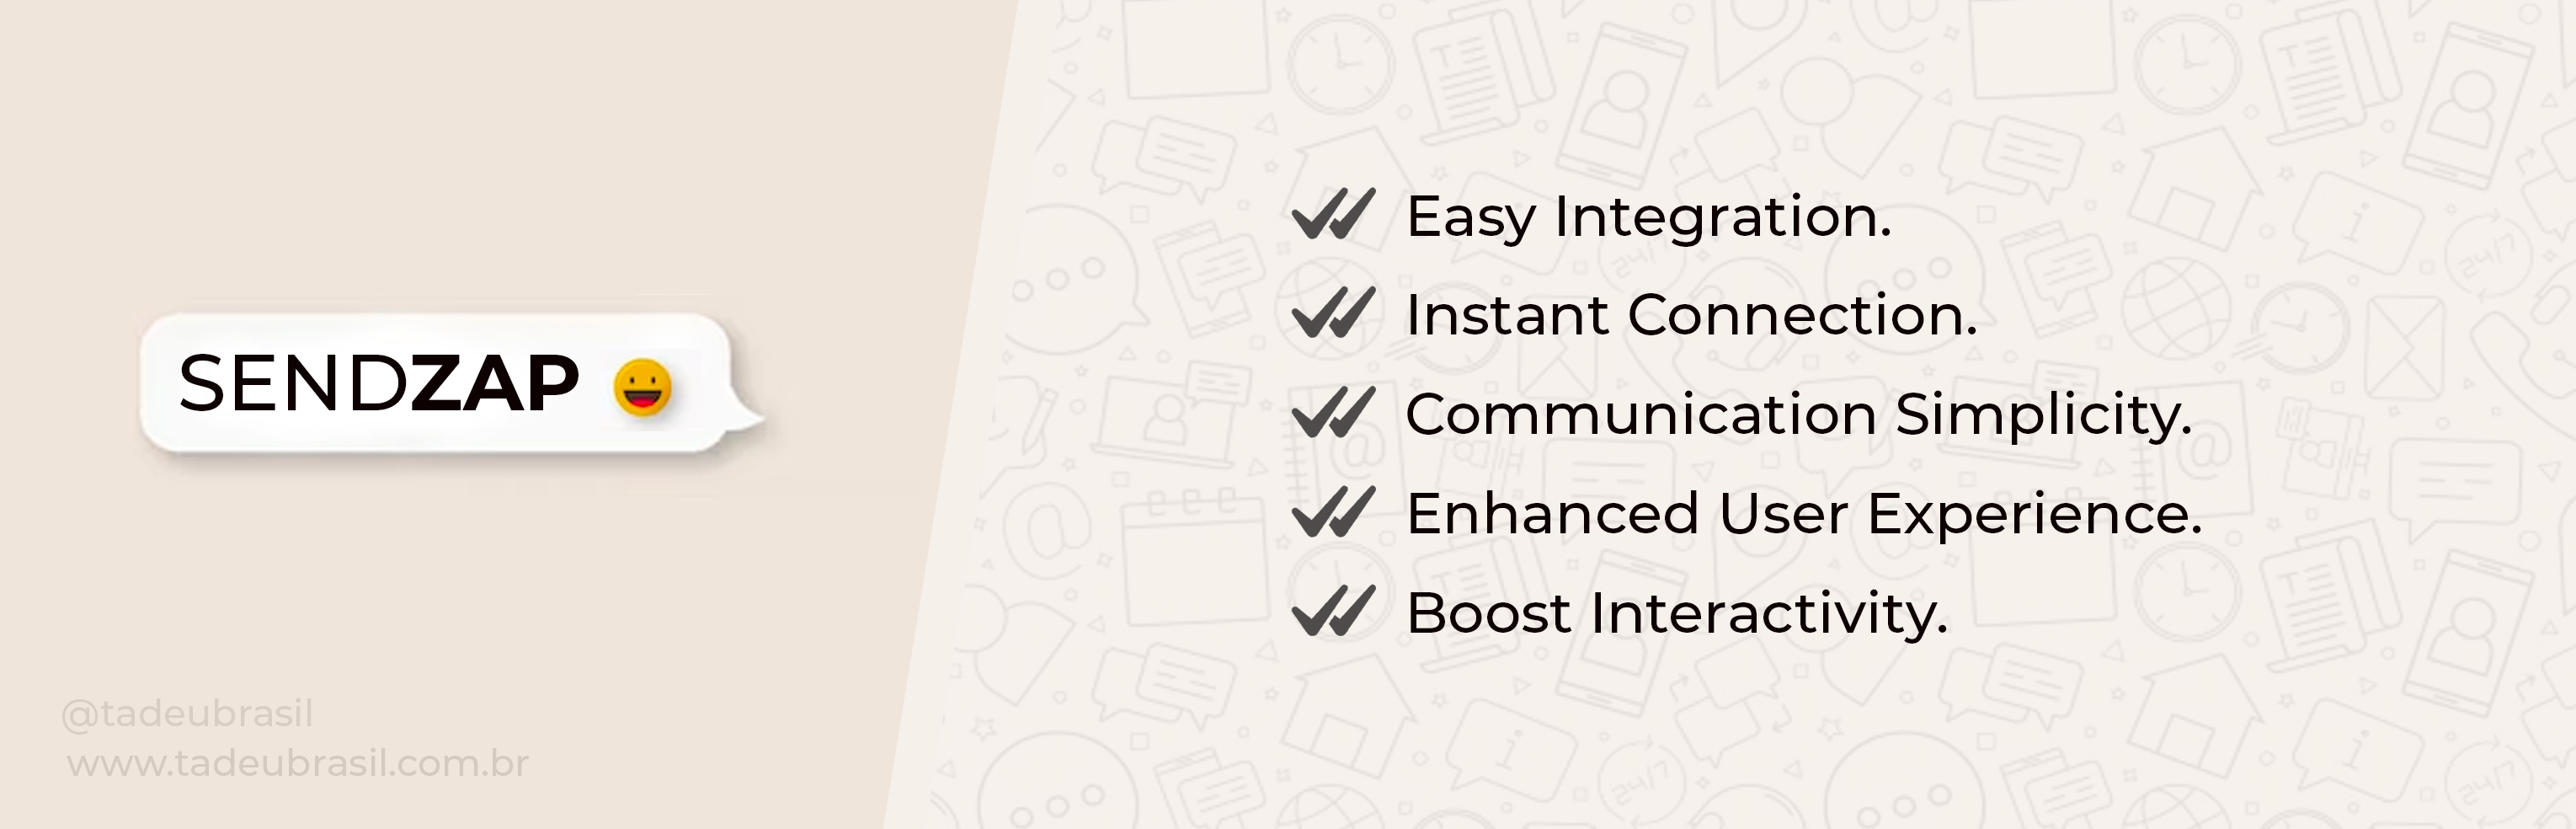 SENDZAP
@tadeubrasil
www.tadeubrasil.com.br
Easy Integration.
Instant Connection.
Communication Simplicity.
Enhanced User Experience.
Boost Interactivity.